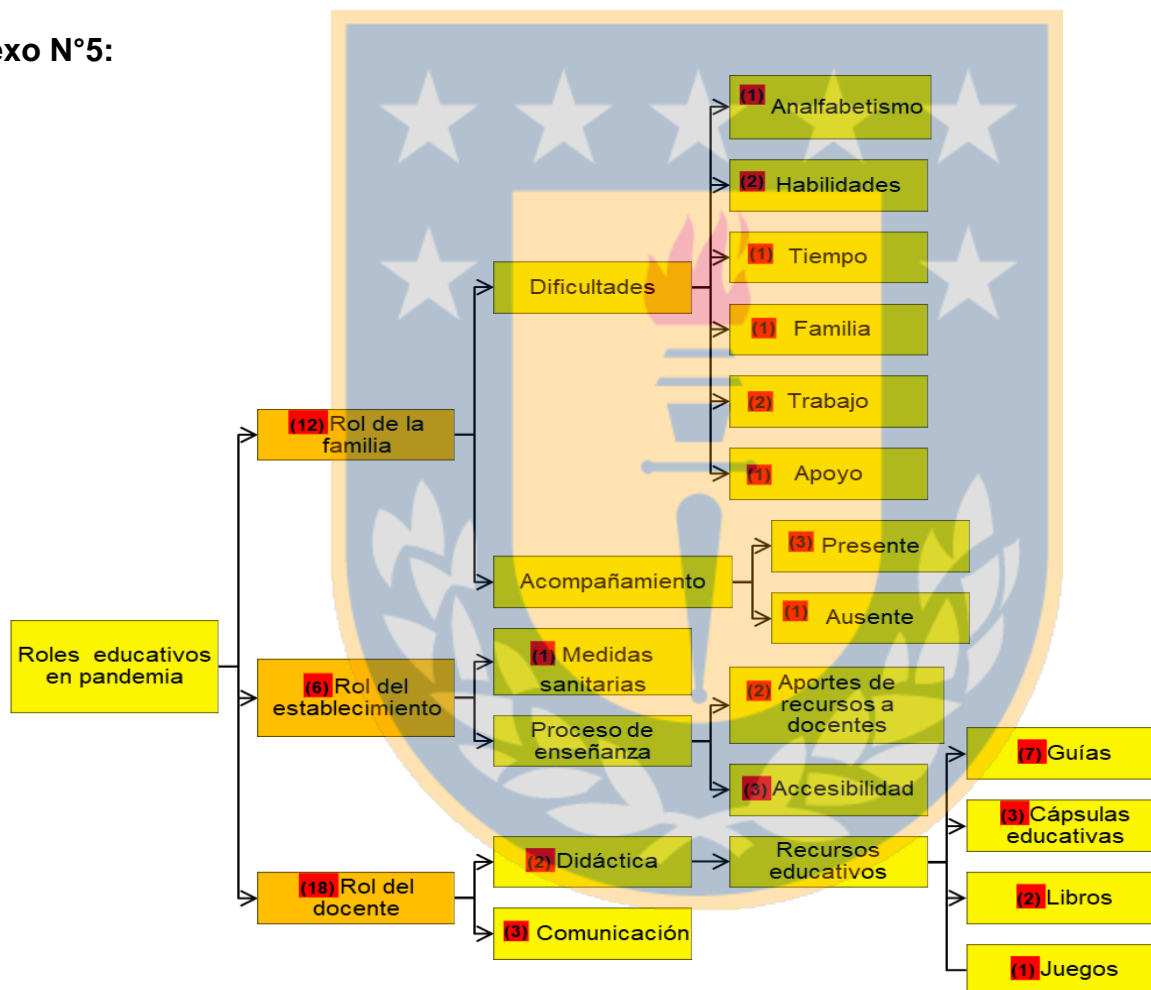 exo N°5:
(1) Analfabetismo
(2) Habilidades
(1) Tiempo
Dificultades
(1) Familia
(2) Trabajo
(12) Rol de la
familia
(1) Apoyo
(3) Presente
Acompañamiento
(1) Ausente
Roles educativos
en pandemia
(1) Medidas
sanitarias
(6) Rol del
establecimiento
(2) Aportes de
recursos a
docentes
Proceso de
enseñanza
(3) Accesibilidad
(7) Guías
(3) Cápsulas
educativas
(2) Didáctica
Recursos
educativos
(18) Rol del
docente
(2) Libros
(3) Comunicación
(1) Juegos